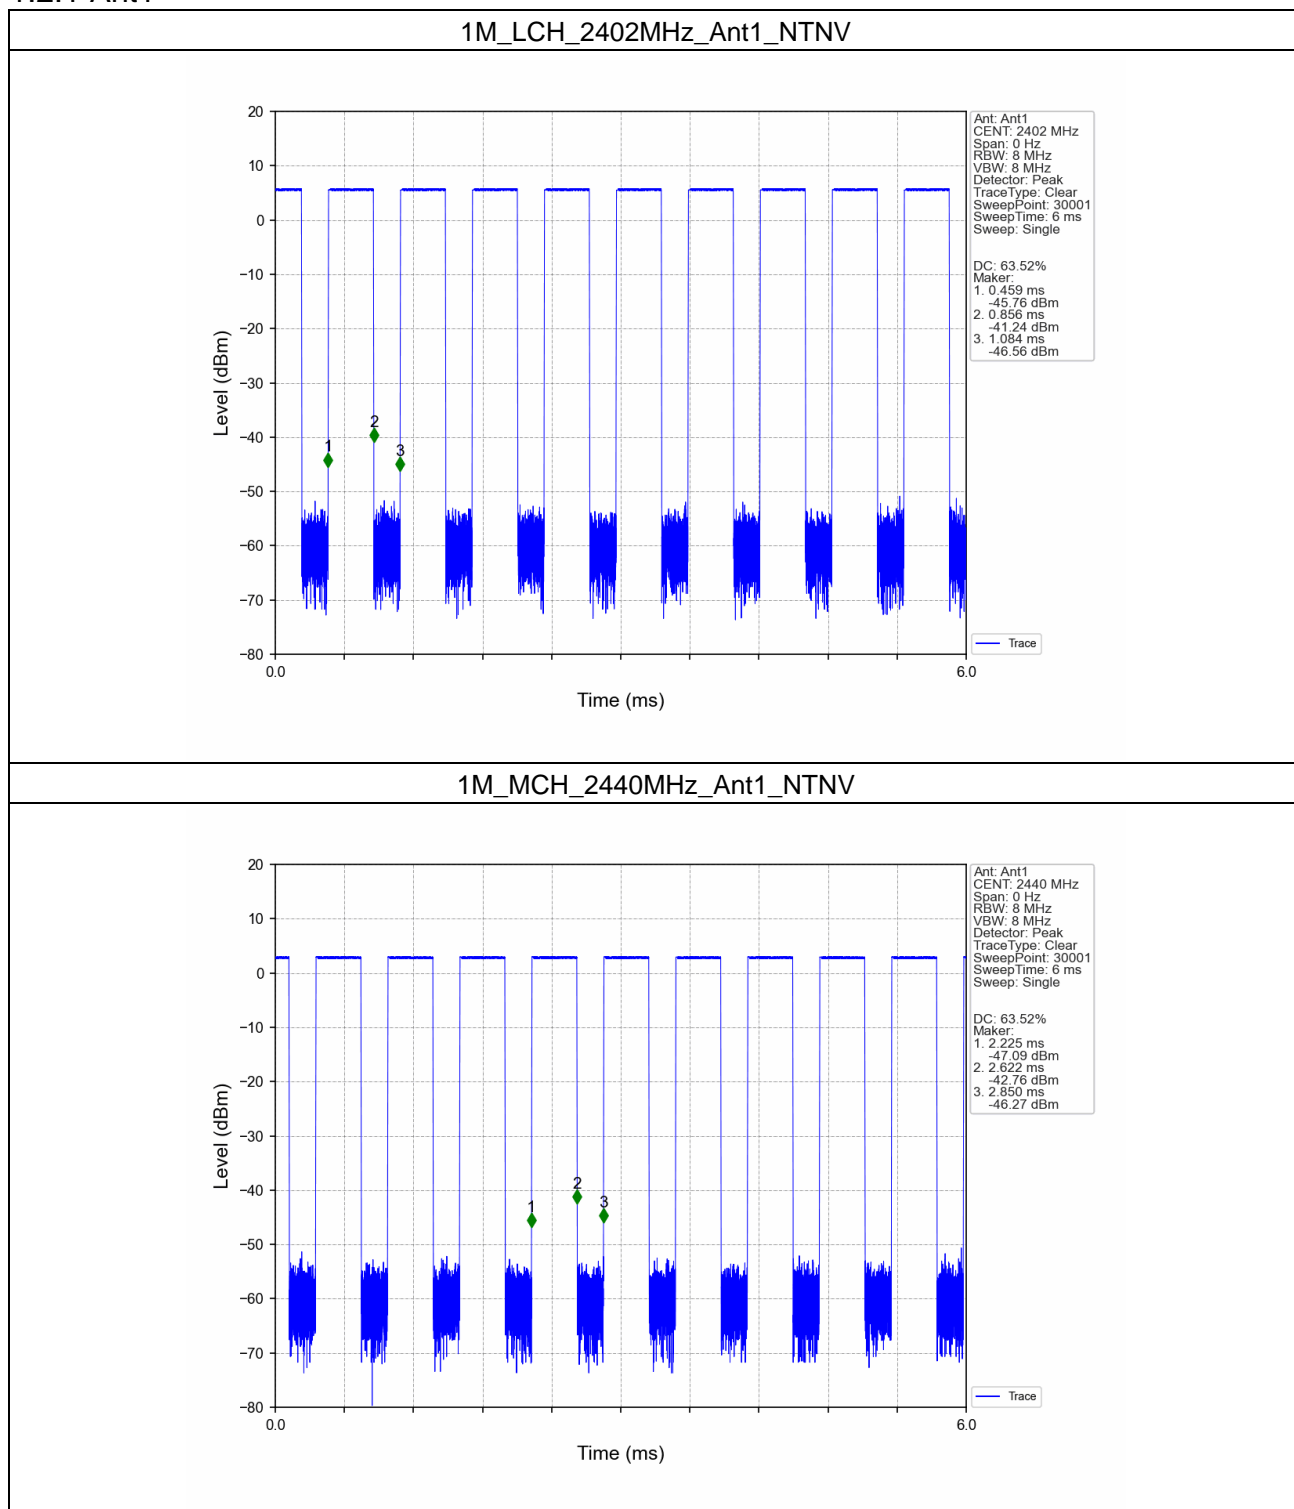 1M_LCH_2402MHz_Ant1_NTNV
20
10
0
−10
−20
−30
−40
−50
−60
−70
−80
Level (dBm)
1
2
3
0.0
6.0
Time (ms)
Ant: Ant1
CENT: 2402 MHz
Span: 0 Hz
RBW: 8 MHz
VBW: 8 MHz
Detector: Peak
TraceType: Clear
SweepPoint: 30001
SweepTime: 6 ms
Sweep: Single
DC: 63.52%
Maker:
1. 0.459 ms
-45.76 dBm
2. 0.856 ms
-41.24 dBm
3. 1.084 ms
-46.56 dBm
Trace
1M_MCH_2440MHz_Ant1_NTNV
20
10
0
−10
−20
−30
−40
−50
−60
−70
−80
Level (dBm)
1
2
3
0.0
6.0
Time (ms)
Ant: Ant1
CENT: 2440 MHz
Span: 0 Hz
RBW: 8 MHz
VBW: 8 MHz
Detector: Peak
TraceType: Clear
SweepPoint: 30001
SweepTime: 6 ms
Sweep: Single
DC: 63.52%
Maker:
1. 2.225 ms
-47.09 dBm
2. 2.622 ms
-42.76 dBm
3. 2.850 ms
-46.27 dBm
Trace